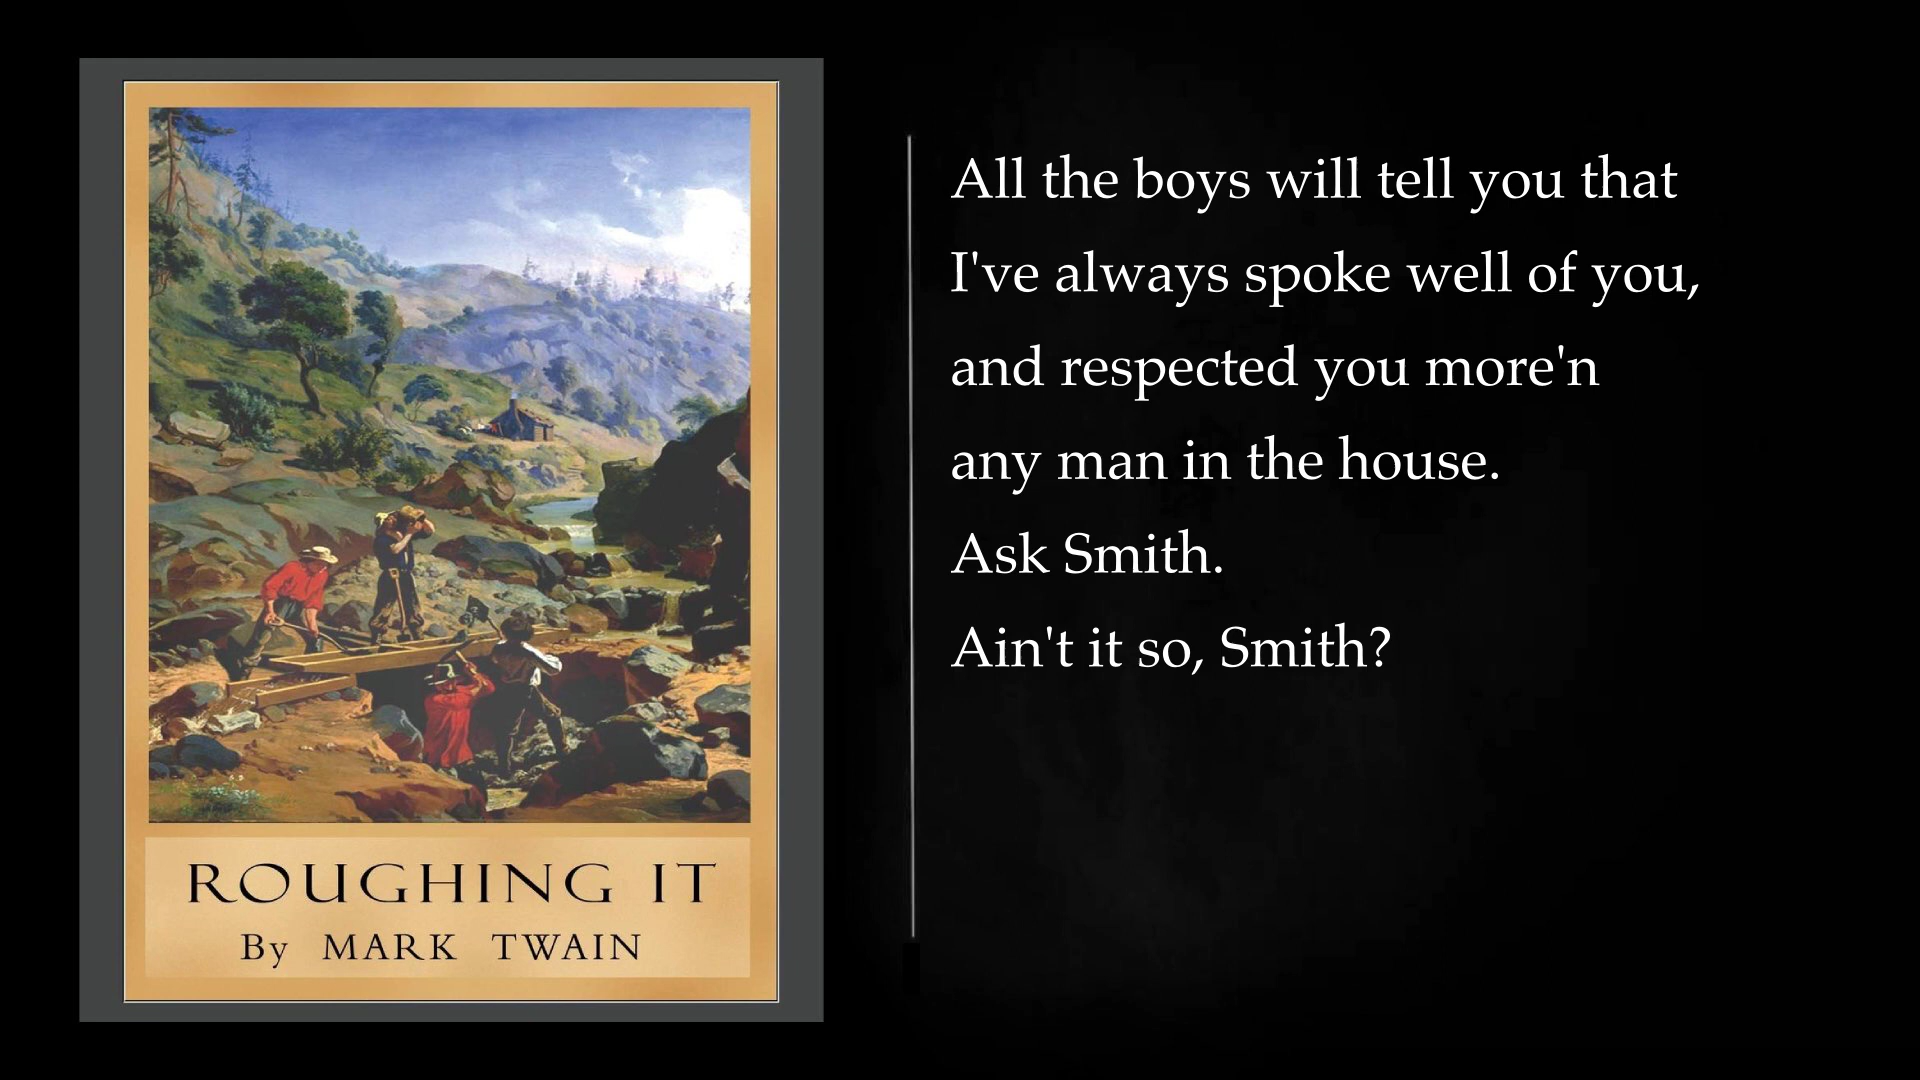 ROUGHING IT
By MARK TWAIN
All the boys will tell you that
I've always spoke well of you,
and respected you more'n
any man in the house.
Ask Smith.
Ain't it so, Smith?